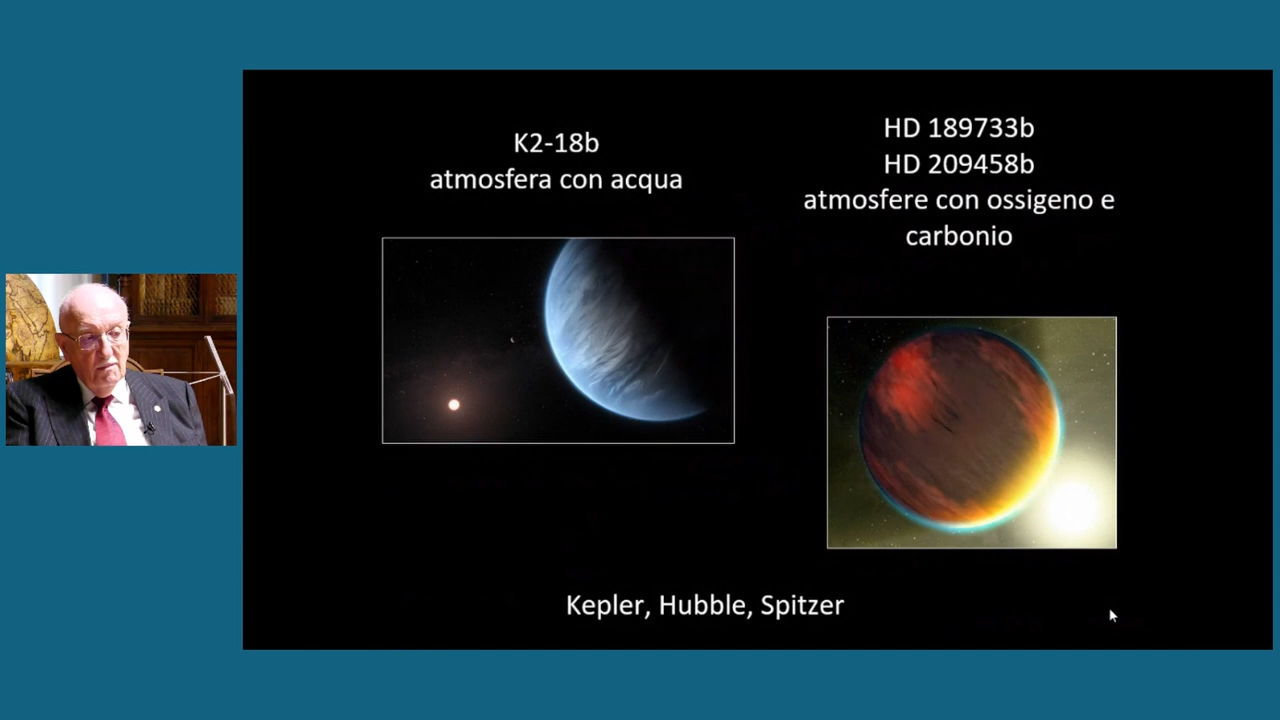 K2-18b
atmosfera con acqua
HD 189733b
HD 209458b
atmosfere con ossigeno e
carbonio
Kepler, Hubble, Spitzer